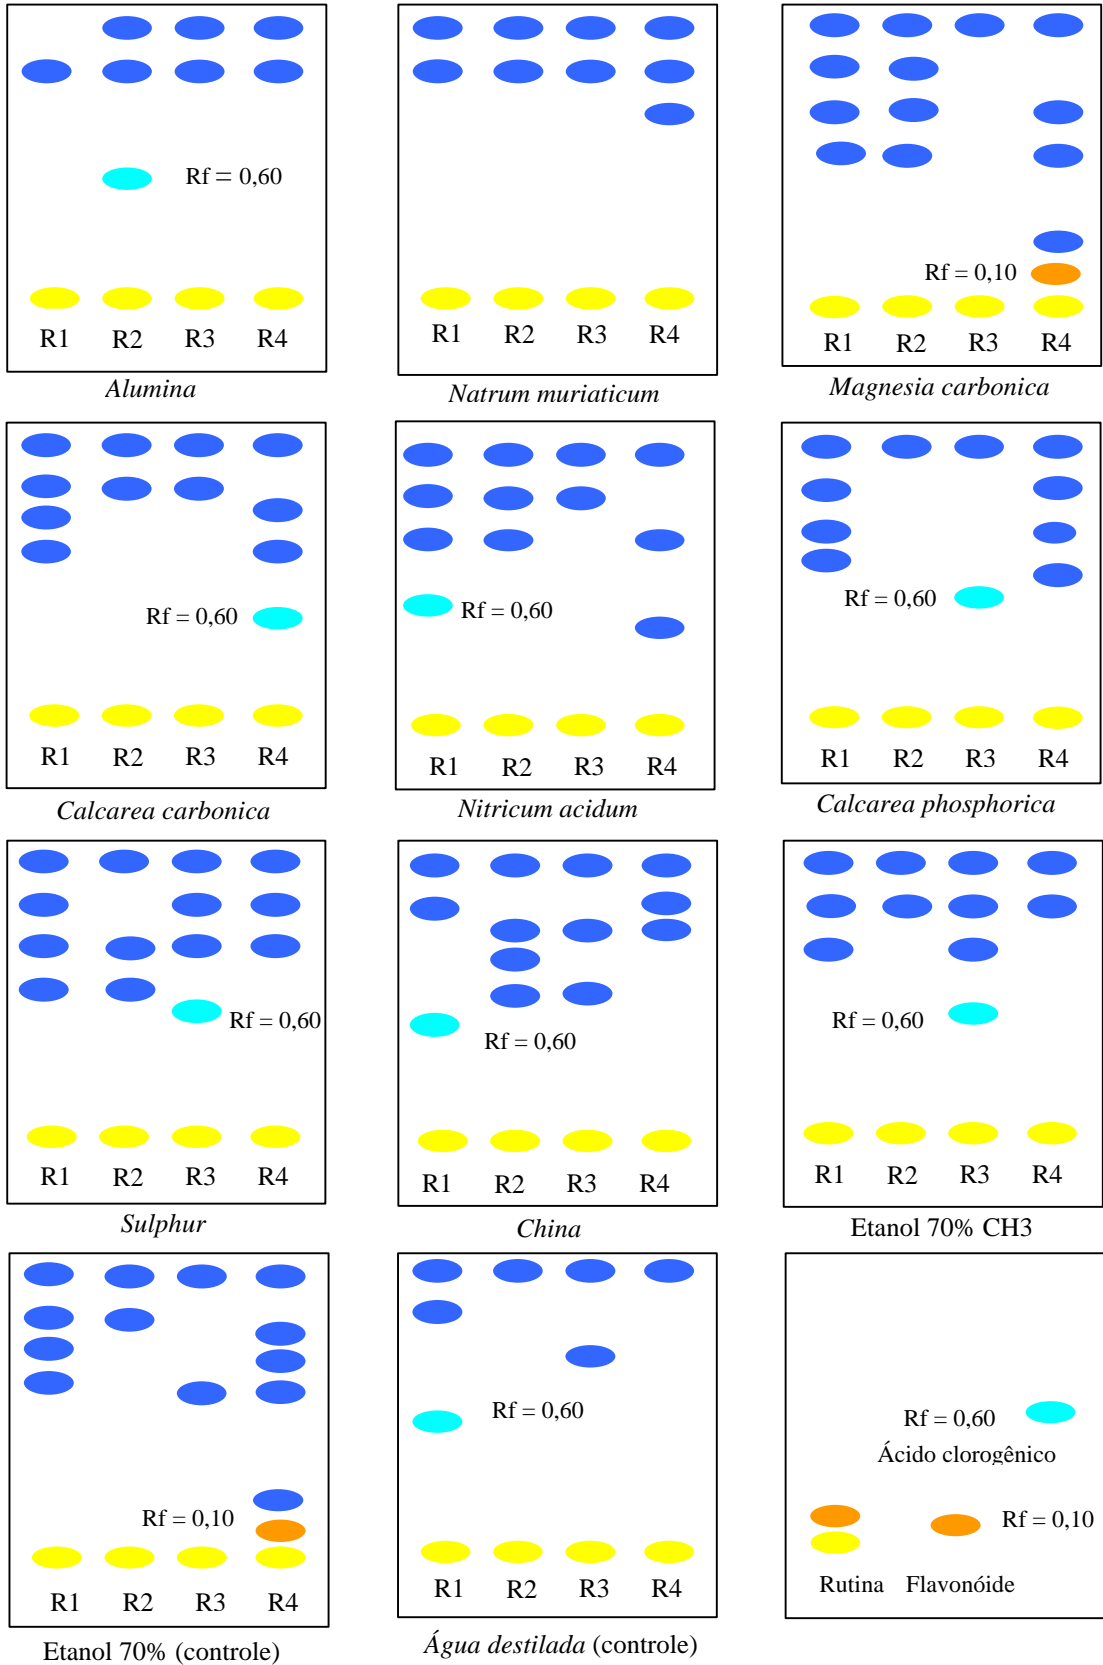 Rf = 0,60
R1 R2 R3 R4
Alumina
R1 R2 R3 R4
Natrum muriaticum
Rf = 0,10
R1 R2 R3 R4
Magnesia carbonica
Rf = 0,60
R1 R2 R3 R4
Calcarea carbonica
Rf = 0,60
R1 R2 R3 R4
Nitricum acidum
Rf = 0,60
R1 R2 R3 R4
Calcarea phosphorica
Rf = 0,60
R1 R2 R3 R4
Sulphur
Rf = 0,60
R1 R2 R3 R4
China
Rf = 0,60
R1 R2 R3 R4
Etanol 70% CH3
Rf = 0,10
R1 R2 R3 R4
Etanol 70% (controle)
Rf = 0,60
R1 R2 R3 R4
Água destilada (controle)
Rf = 0,60
Ácido clorogênico
Rf = 0,10
Rutina Flavonóide